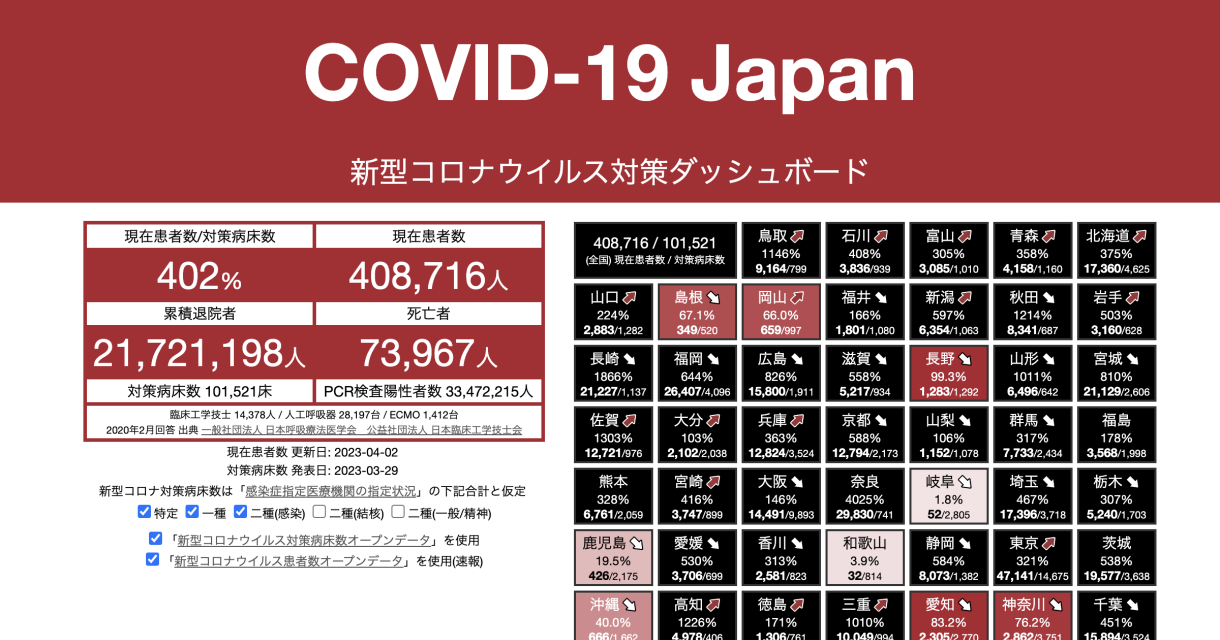 COVID-19 Japan
新型コロナウイルス対策ダッシュボード
現在患者数/対策病床数
現在患者数
402%
408,716人
累積退院者
死亡者
21,721,198人
73,967人
対策病床数 101,521床
PCR検査陽性者数 33,472,215人
臨床工学技士 14,378人 / 人工呼吸器 28,197台 / ECMO 1,412台
2020年2月回答 出典 一般社団法人 日本呼吸療法医学会　公益社団法人 日本臨床工学技士会
現在患者数 更新日: 2023-04-02
対策病床数 発表日: 2023-03-29
新型コロナ対策病床数は「感染症指定医療機関の指定状況」の下記合計と仮定
特定 一種 二種(感染) 二種(結核) 二種(一般/精神)
「新型コロナウイルス対策病床数オープンデータ」を使用
「新型コロナウイルス患者数オープンデータ」を使用(速報)
408,716 / 101,521
(全国) 現在患者数 / 対策病床数
鳥取
1146%
9,164/799
石川
408%
3,836/939
富山
305%
3,085/1,010
青森
358%
4,158/1,160
北海道
375%
17,360/4,625
山口
224%
2,883/1,282
島根
67.1%
349/520
岡山
66.0%
659/997
福井
166%
1,801/1,080
新潟
597%
6,354/1,063
秋田
1214%
8,341/687
岩手
503%
3,160/628
長崎
1866%
21,227/1,137
福岡
644%
26,407/4,096
広島
826%
15,800/1,911
滋賀
558%
5,217/934
長野
99.3%
1,283/1,292
山形
1011%
6,496/642
宮城
810%
21,129/2,606
佐賀
1303%
12,721/976
大分
103%
2,102/2,038
兵庫
363%
12,824/3,524
京都
588%
12,794/2,173
山梨
106%
1,152/1,078
群馬
317%
7,733/2,434
福島
178%
3,568/1,998
熊本
328%
6,761/2,059
宮崎
416%
3,747/899
大阪
146%
14,491/9,893
奈良
4025%
29,830/741
岐阜
1.8%
52/2,805
埼玉
467%
17,396/3,718
栃木
307%
5,240/1,703
鹿児島
19.5%
426/2,175
愛媛
530%
3,706/699
香川
313%
2,581/823
和歌山
3.9%
32/814
静岡
584%
8,073/1,382
東京
321%
47,141/14,675
茨城
538%
19,577/3,638
沖縄
40.0%
666/1,662
高知
1226%
4,978/406
徳島
171%
1,306/761
三重
1010%
10,049/994
愛知
83.2%
2,305/2,770
神奈川
76.2%
2,862/3,751
千葉
451%
15,894/3,524